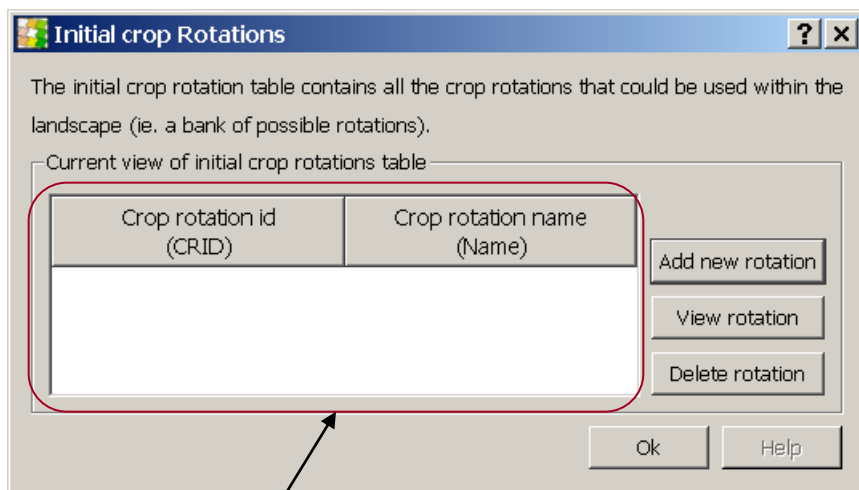 Initial crop Rotations
The initial crop rotation table contains all the crop rotations that could be used within the
landscape (ie. a bank of possible rotations).
Current view of initial crop rotations table
Crop rotation id
(CRID)
Crop rotation name
(Name)
Add new rotation
View rotation
Delete rotation
Ok
Help